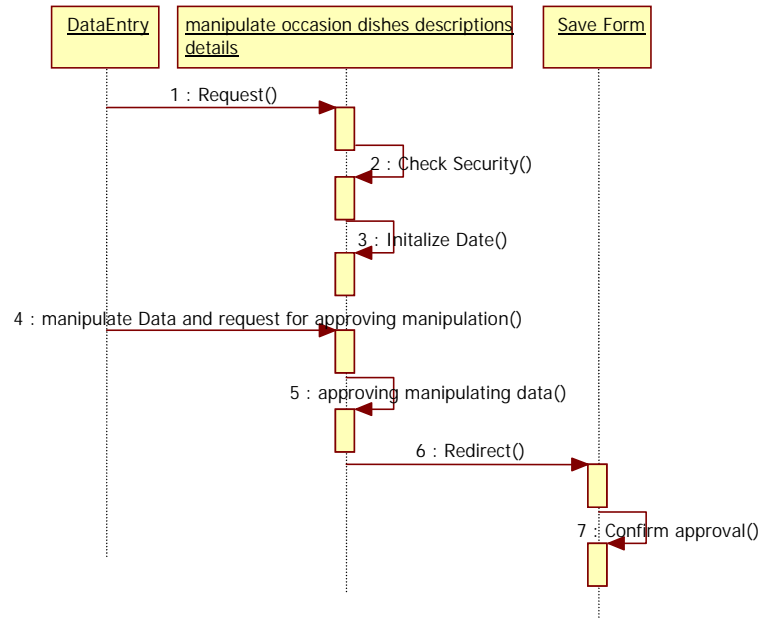 DataEntry
manipulate occasion dishes descriptions
details
Save Form
1 : Request()
2 : Check Security()
3 : Initalize Date()
4 : manipulate Data and request for approving manipulation()
5 : approving manipulating data()
6 : Redirect()
7 : Confirm approval()